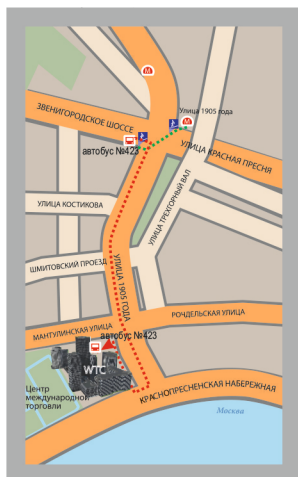 М
Улица 1905 года
М
ЗВЕНИГОРОДСКОЕ ШОССЕ
автобус №423
УЛИЦА КРАСНАЯ ПРЕСНЯ
УЛИЦА ТРЕХГОРНЫЙ ВАЛ
УЛИЦА КОСТИКОВА
ШМИТОВСКИЙ ПРОЕЗД
УЛИЦА 1905 ГОДА
РОЧДЕЛЬСКАЯ УЛИЦА
МАНТУЛИНСКАЯ УЛИЦА
автобус №423
WTC
Центр
международной
торговли
КРАСНОПРЕСНЕНСКАЯ НАБЕРЕЖНАЯ
Москва